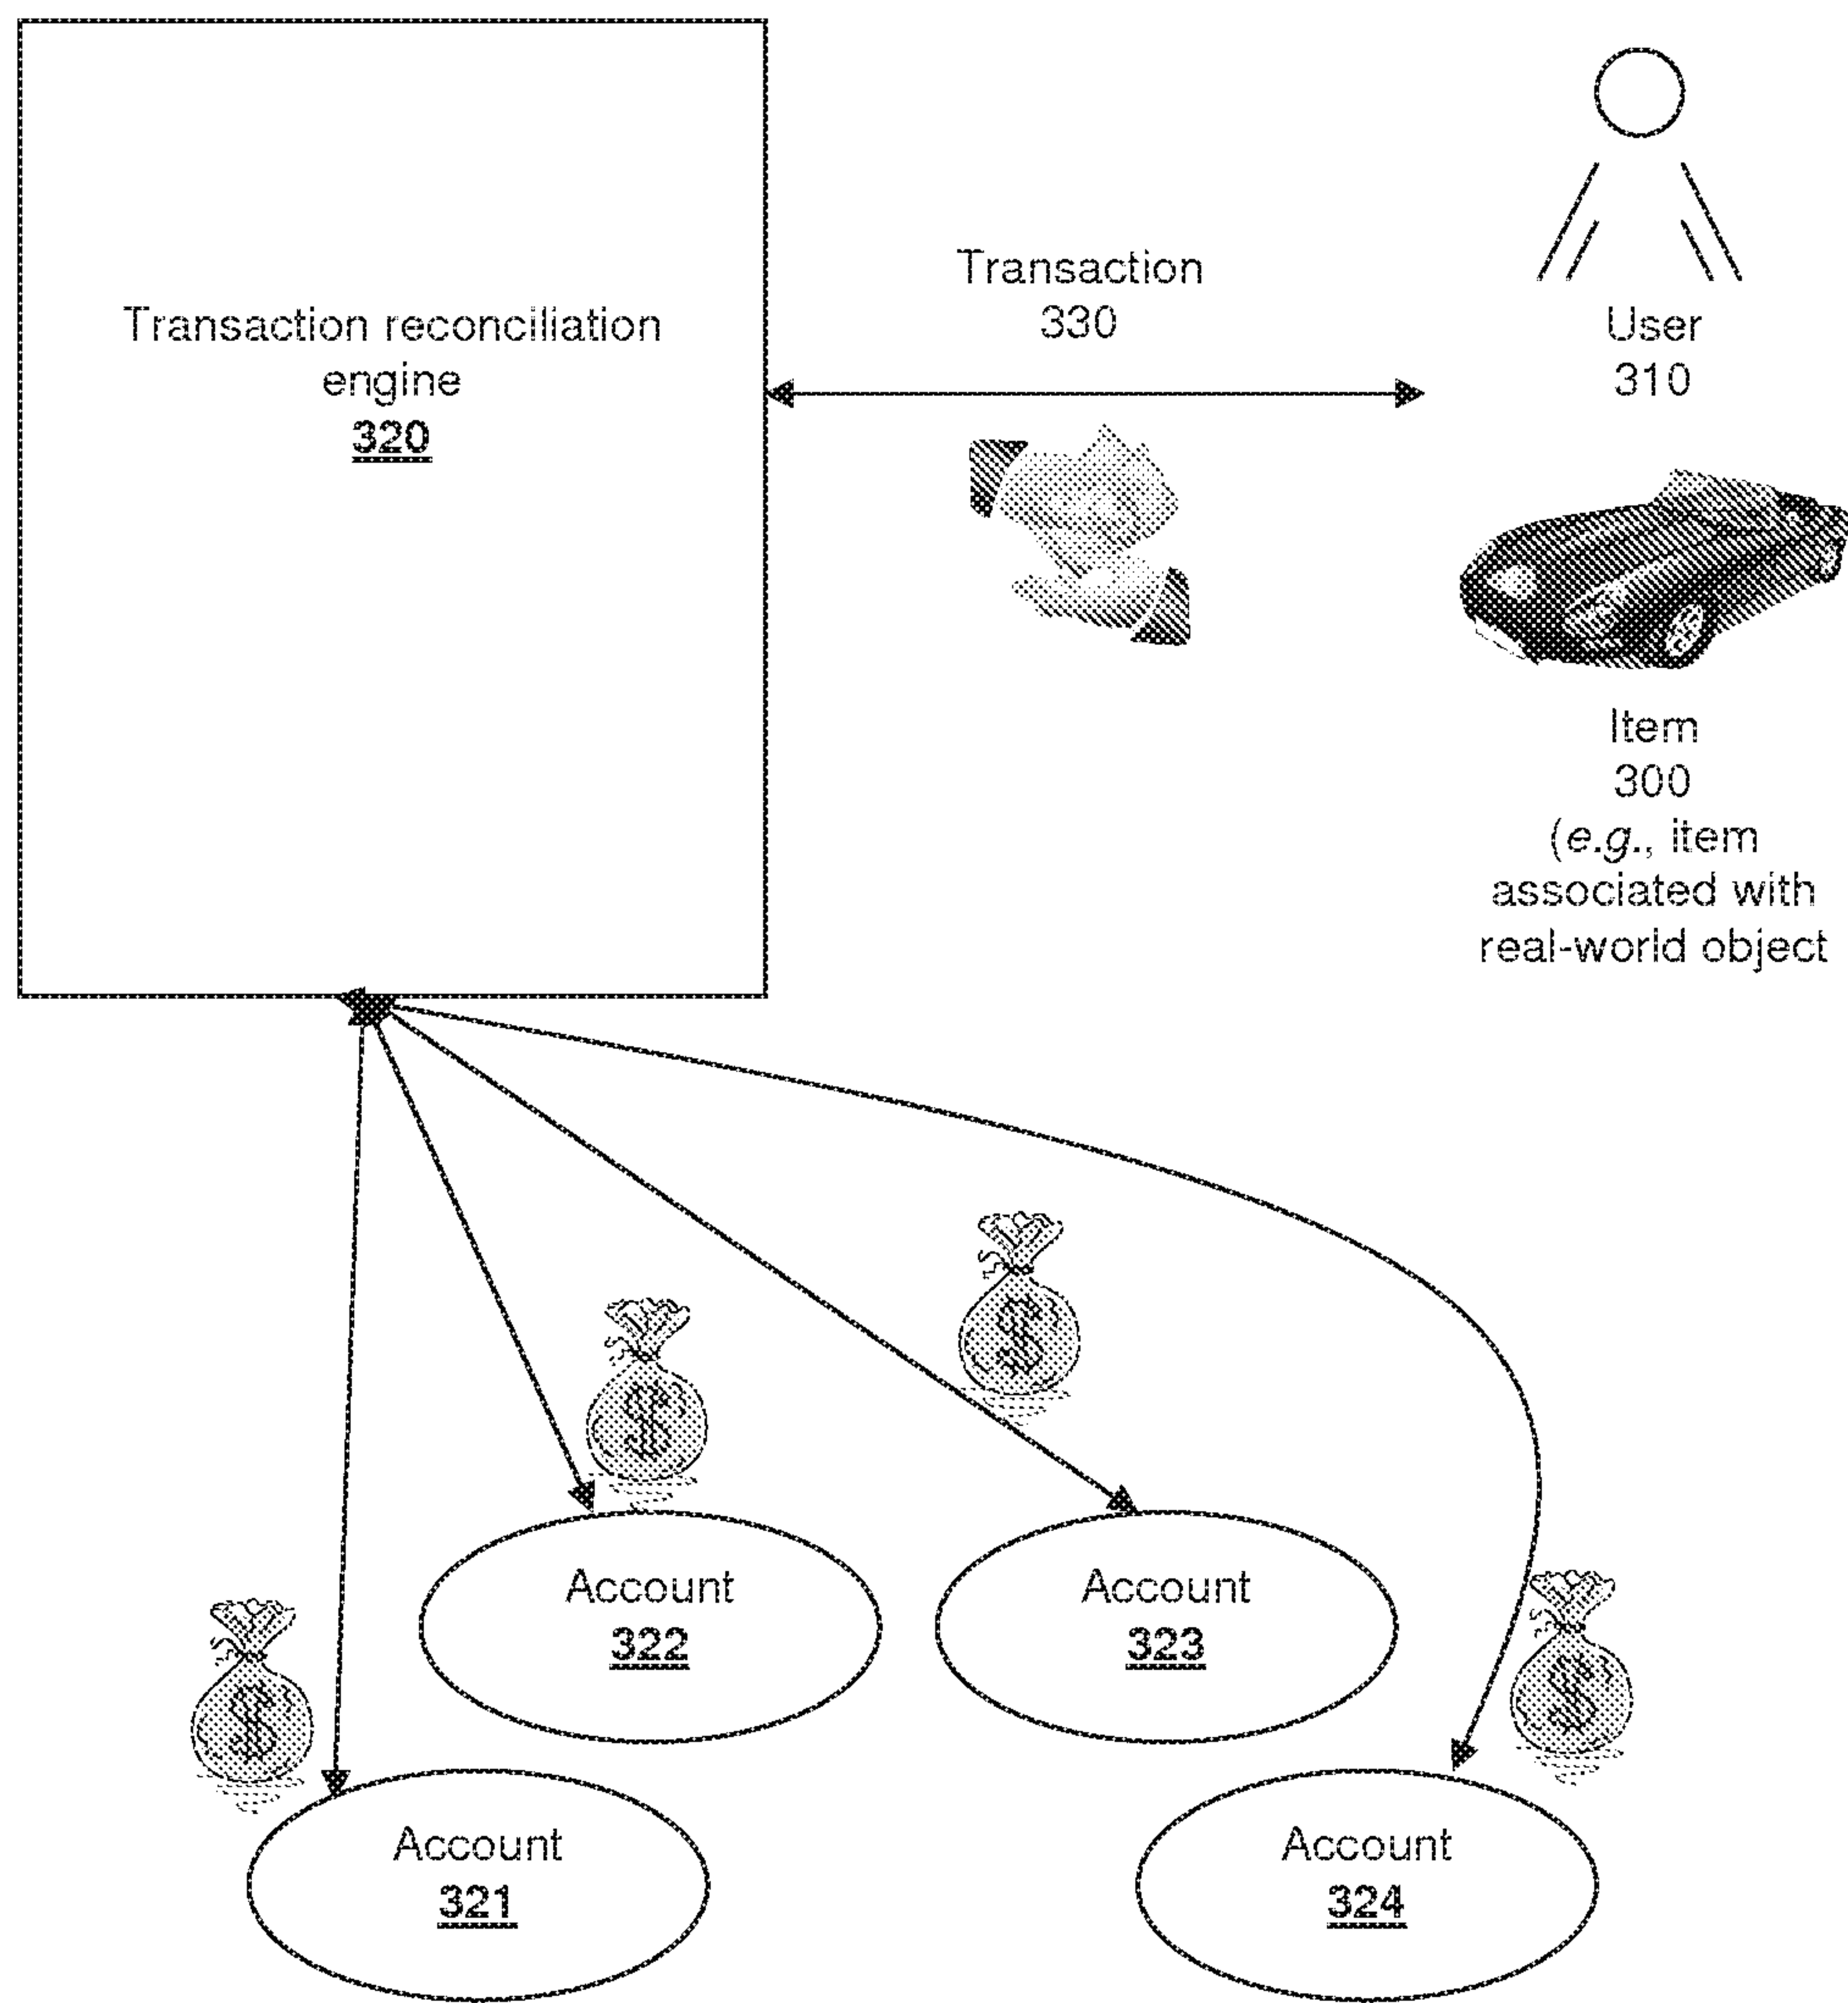 Transaction reconciliation
engine
320
Transaction
330
User
310
Item
300
(e.g., item
associated with
real-world object
$
$
$
$
Account
322
Account
323
Account
321
Account
324